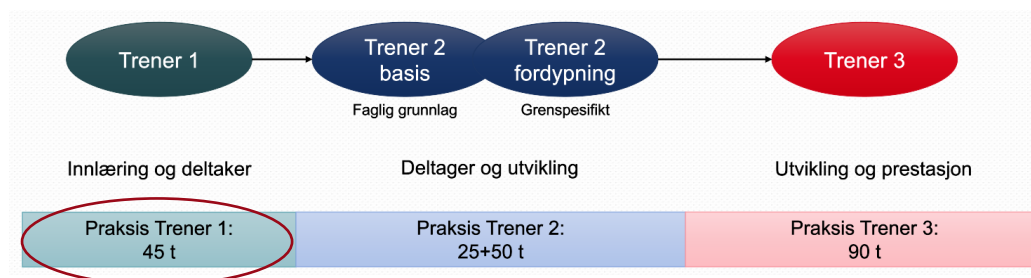 Trener 1
Trener 2
basis
Trener 2
fordypning
Trener 3
Faglig grunnlag
Grenspesifikt
Innlæring og deltaker
Deltager og utvikling
Utvikling og prestasjon
Praksis Trener 1:
45 t
Praksis Trener 2:
25+50 t
Praksis Trener 3:
90 t